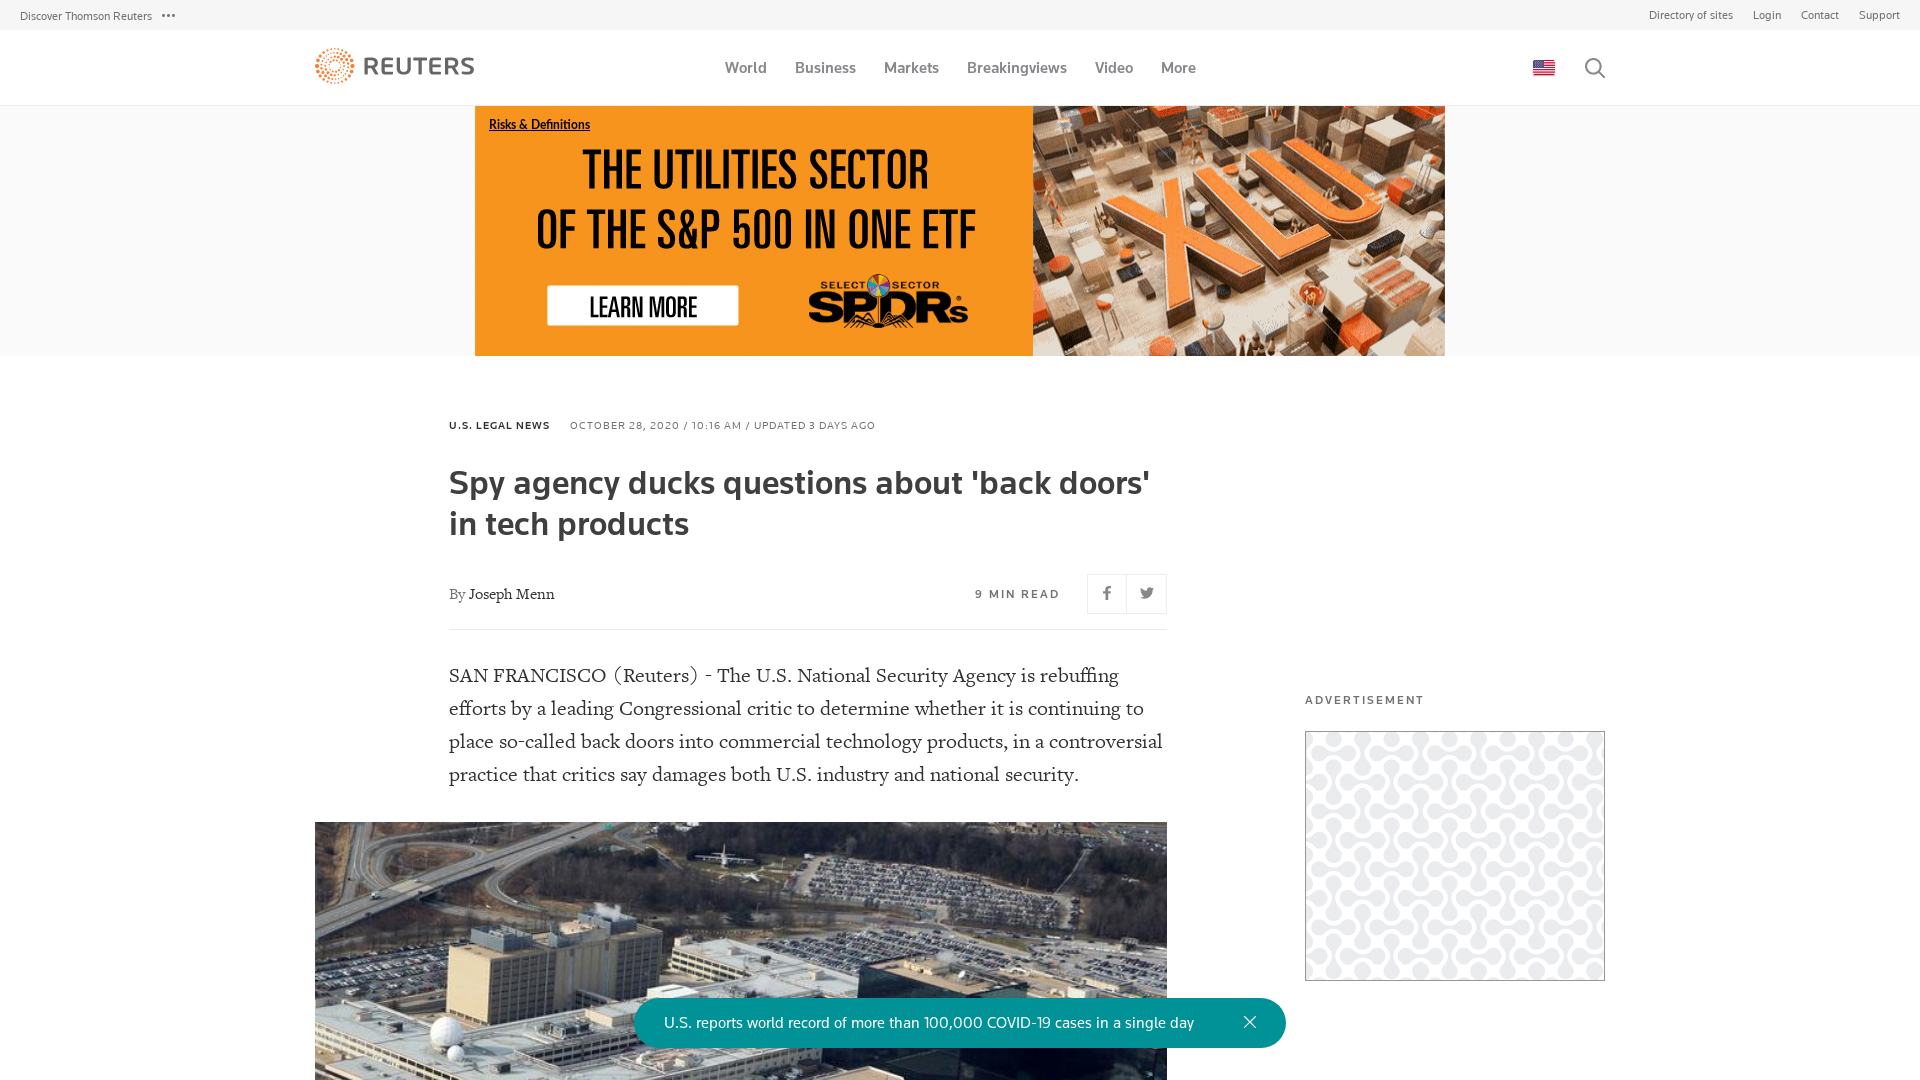 Discover Thomson Reuters
Directory of sites Login Contact Support
REUTERS
World Business Markets Breakingviews Video More
Risks & Definitions
THE UTILITIES SECTOR
OF THE S&P 500 IN ONE ETF
LEARN MORE
SELECT SECTOR
SPDRs®
XLU
U.S. LEGAL NEWS OCTOBER 28, 2020 / 10:16 AM / UPDATED 3 DAYS AGO
Spy agency ducks questions about 'back doors'
in tech products
By Joseph Menn
9 MIN READ
SAN FRANCISCO (Reuters) - The U.S. National Security Agency is rebuffing
efforts by a leading Congressional critic to determine whether it is continuing to
place so-called back doors into commercial technology products, in a controversial
practice that critics say damages both U.S. industry and national security.
ADVERTISEMENT
U.S. reports world record of more than 100,000 COVID-19 cases in a single day